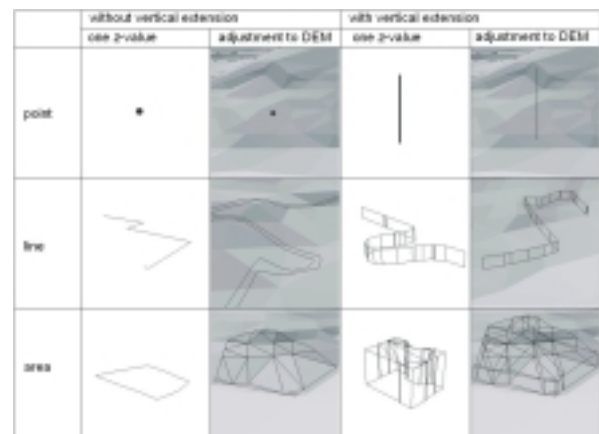 without vertical extension with vertical extension
one z-value adjustment to DEM one z-value adjustment to DEM
point
line
area